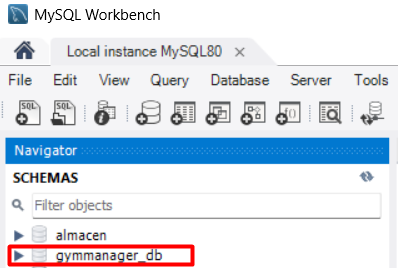 MySQL Workbench
Local instance MySQL80 ×
File Edit View Query Database Server Tools
SQL SQL
Navigator
SCHEMAS
Filter objects
almacen
gymmanager_db